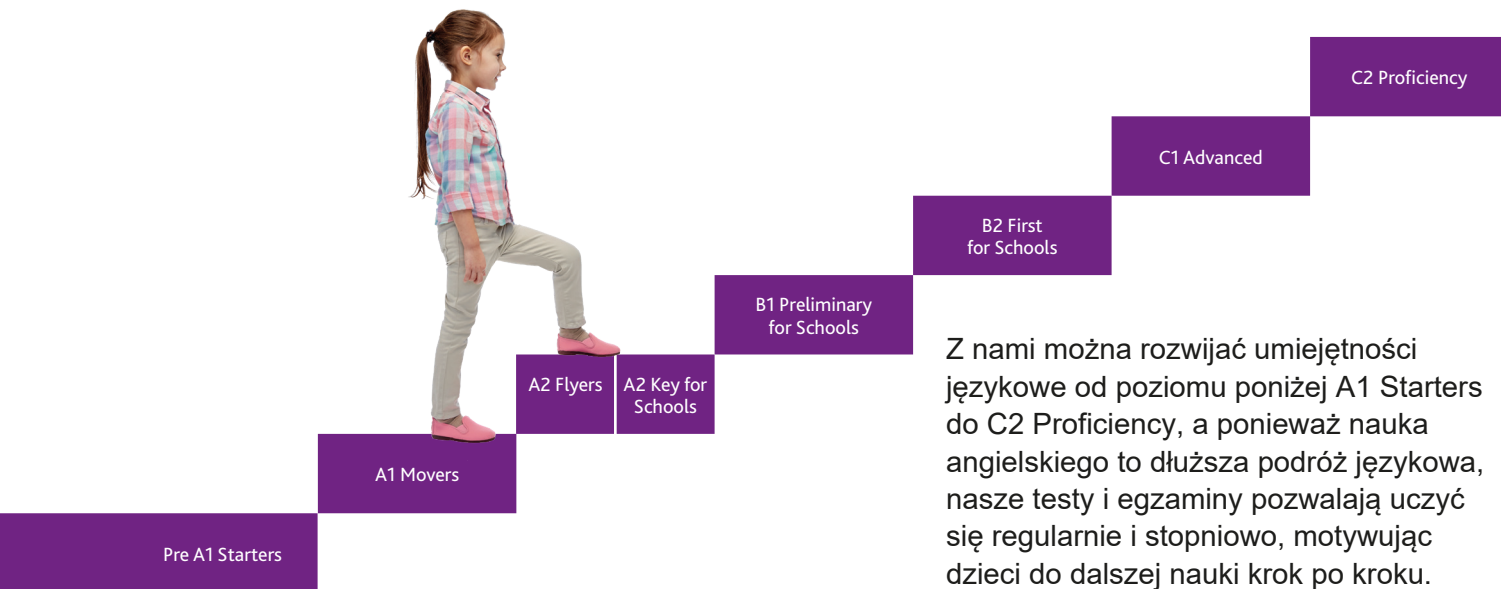 C2 Proficiency
C1 Advanced
B2 First
for Schools
B1 Preliminary
for Schools
A2 Flyers
A2 Key for
Schools
A1 Movers
Pre A1 Starters
Z nami można rozwijać umiejętności
językowe od poziomu poniżej A1 Starters
do C2 Proficiency, a ponieważ nauka
angielskiego to dłuższa podróż językowa,
nasze testy i egzaminy pozwalają uczyć
się regularnie i stopniowo, motywując
dzieci do dalszej nauki krok po kroku.